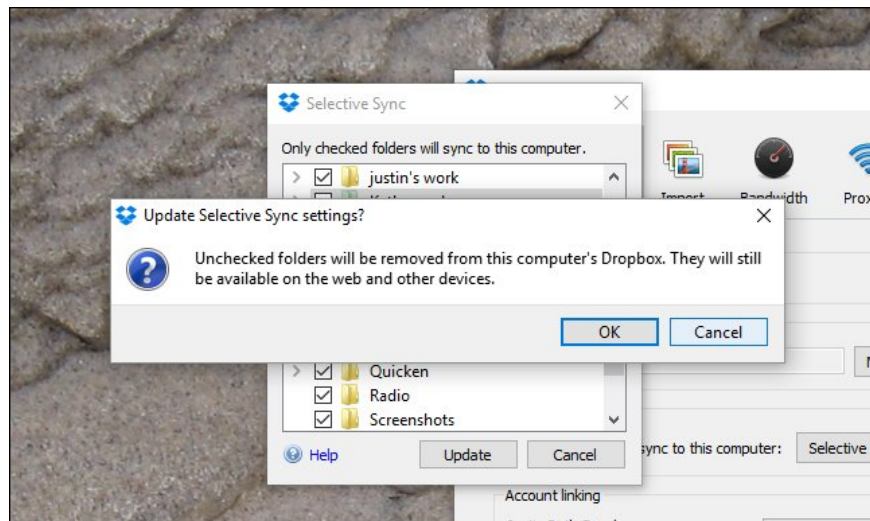 Selective Sync
Only checked folders will sync to this computer.
justin's work
Import
Bandwidth
Update Selective Sync settings?
Unchecked folders will be removed from this computer's Dropbox. They will still
be available on the web and other devices.
OK Cancel
Quicken
Radio
Screenshots
Help Update Cancel
sync to this computer: Selective
Account linking